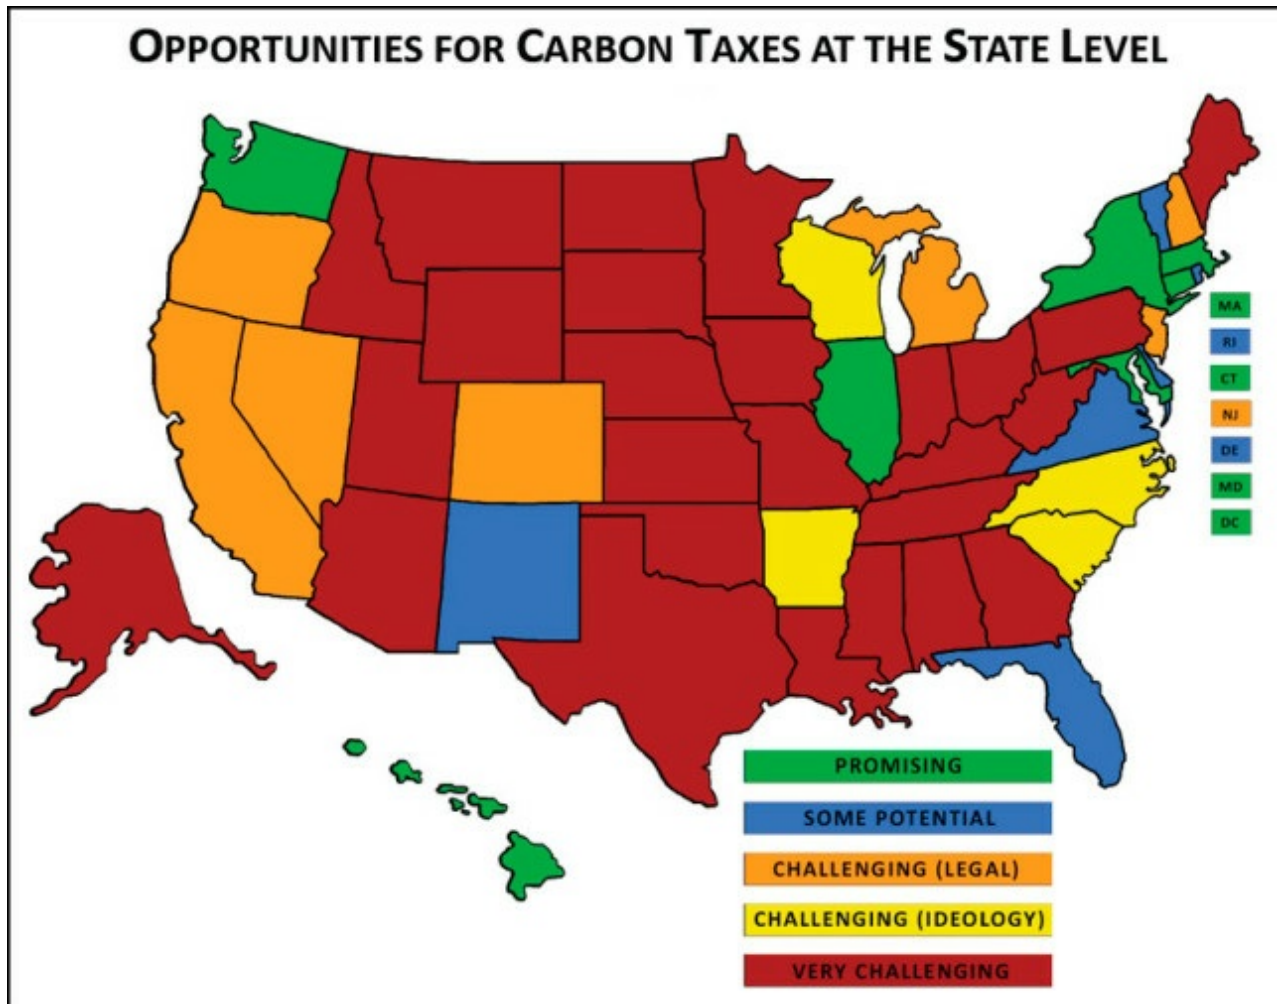 OPPORTUNITIES FOR CARBON TAXES AT THE STATE LEVEL
MA
RI
CT
NJ
DE
MD
DC
PROMISING
SOME POTENTIAL
CHALLENGING (LEGAL)
CHALLENGING (IDEOLOGY)
VERY CHALLENGING